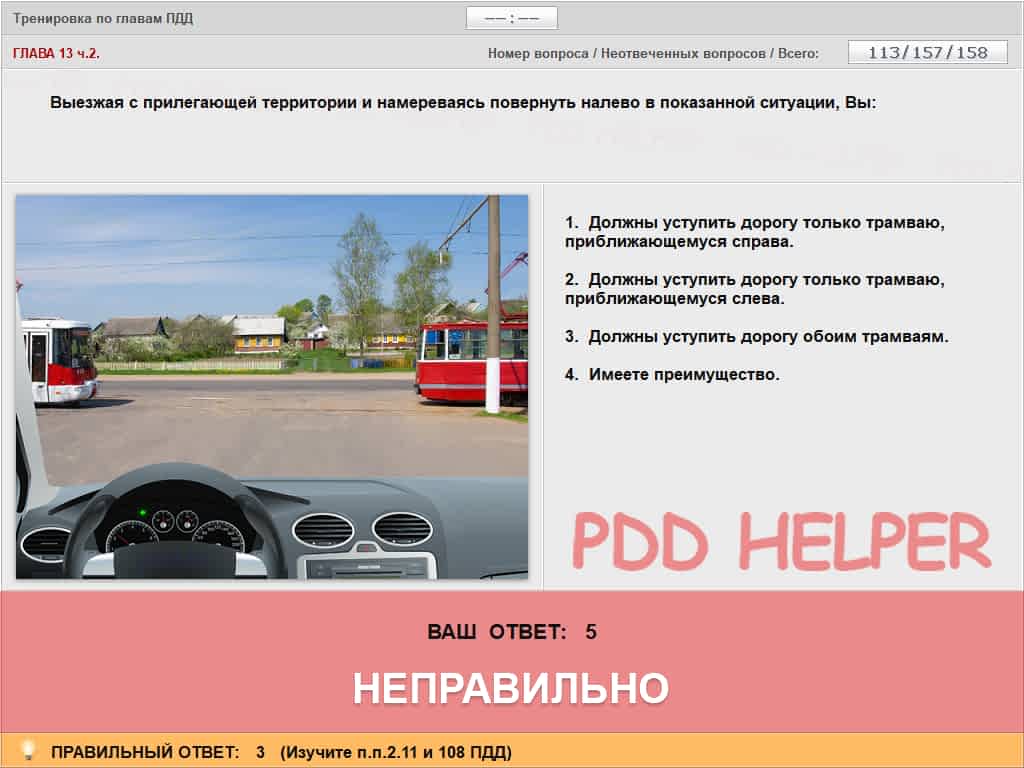 Тренировка по главам ПДД
–– : ––
ГЛАВА 13 ч.2.
Номер вопроса / Неотвеченных вопросов / Всего:
113/157/158
Выезжая с прилегающей территории и намереваясь повернуть налево в показанной ситуации, Вы:
1. Должны уступить дорогу только трамваю,
приближающемуся справа.
2. Должны уступить дорогу только трамваю,
приближающемуся слева.
3. Должны уступить дорогу обоим трамваям.
4. Имеете преимущество.
PDD HELPER
ВАШ ОТВЕТ: 5
НЕПРАВИЛЬНО
ПРАВИЛЬНЫЙ ОТВЕТ: 3 (Изучите п.п.2.11 и 108 ПДД)